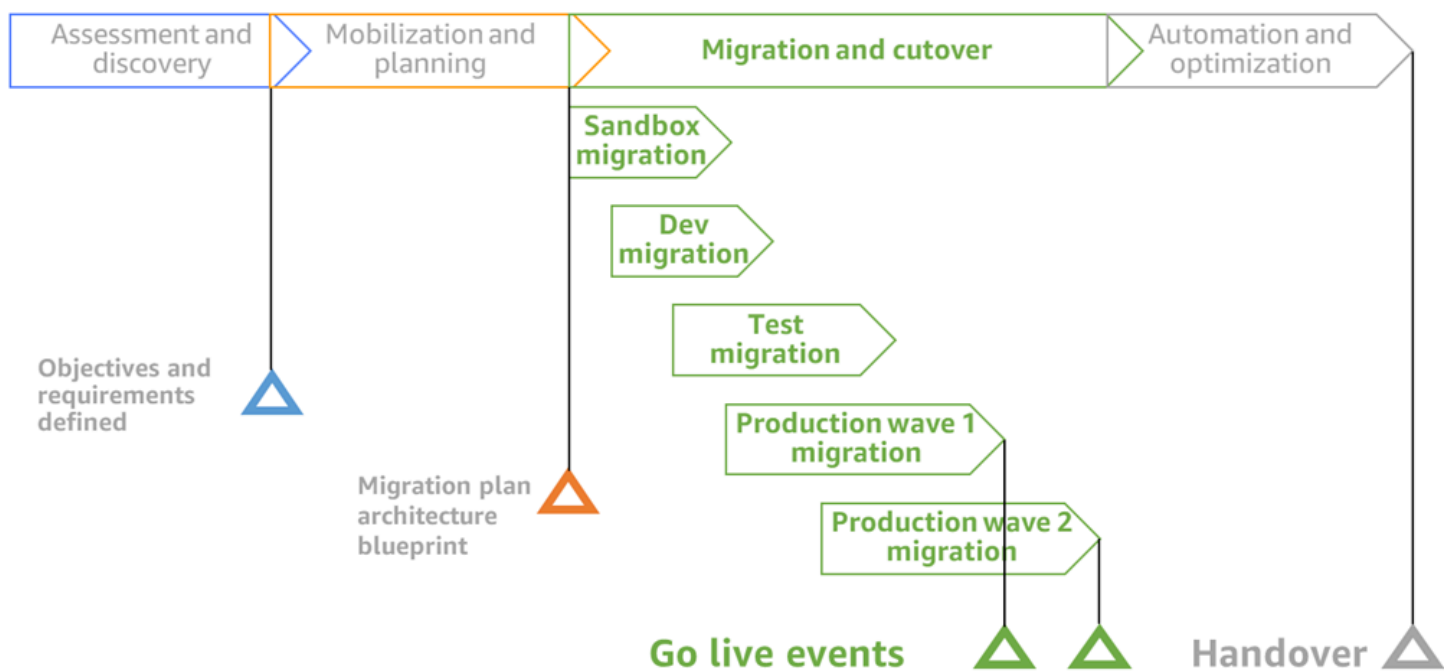 Assessment and
discovery
Mobilization and
planning
Migration and cutover
Automation and
optimization
Sandbox
migration
Dev
migration
Test
migration
Objectives and
requirements
defined
Production wave 1
migration
Migration plan
architecture
blueprint
Production wave 2
migration
Go live events
Handover